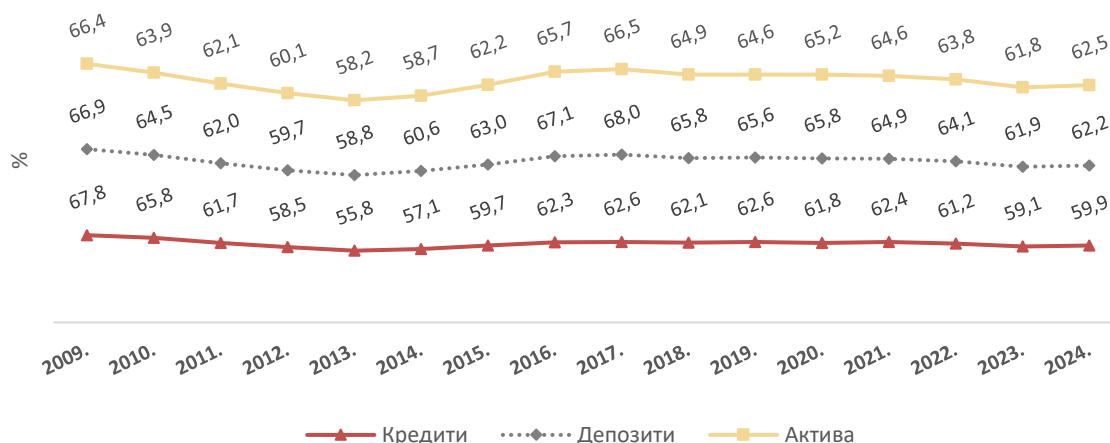 66,4 63,9 62,1 60,1 58,2 58,7 62,2 65,7 66,5 64,9 64,6 65,2 64,6 63,8 61,8 62,5
66,9 64,5 62,0 59,7 58,8 60,6 63,0 67,1 68,0 65,8 65,6 65,8 64,9 64,1 61,9 62,2
%
67,8 65,8 61,7 58,5 55,8 57,1 59,7 62,3 62,6 62,1 62,6 61,8 62,4 61,2 59,1 59,9
2009. 2010. 2011. 2012. 2013. 2014. 2015. 2016. 2017. 2018. 2019. 2020. 2021. 2022. 2023. 2024.
Кредити Депозити Актива